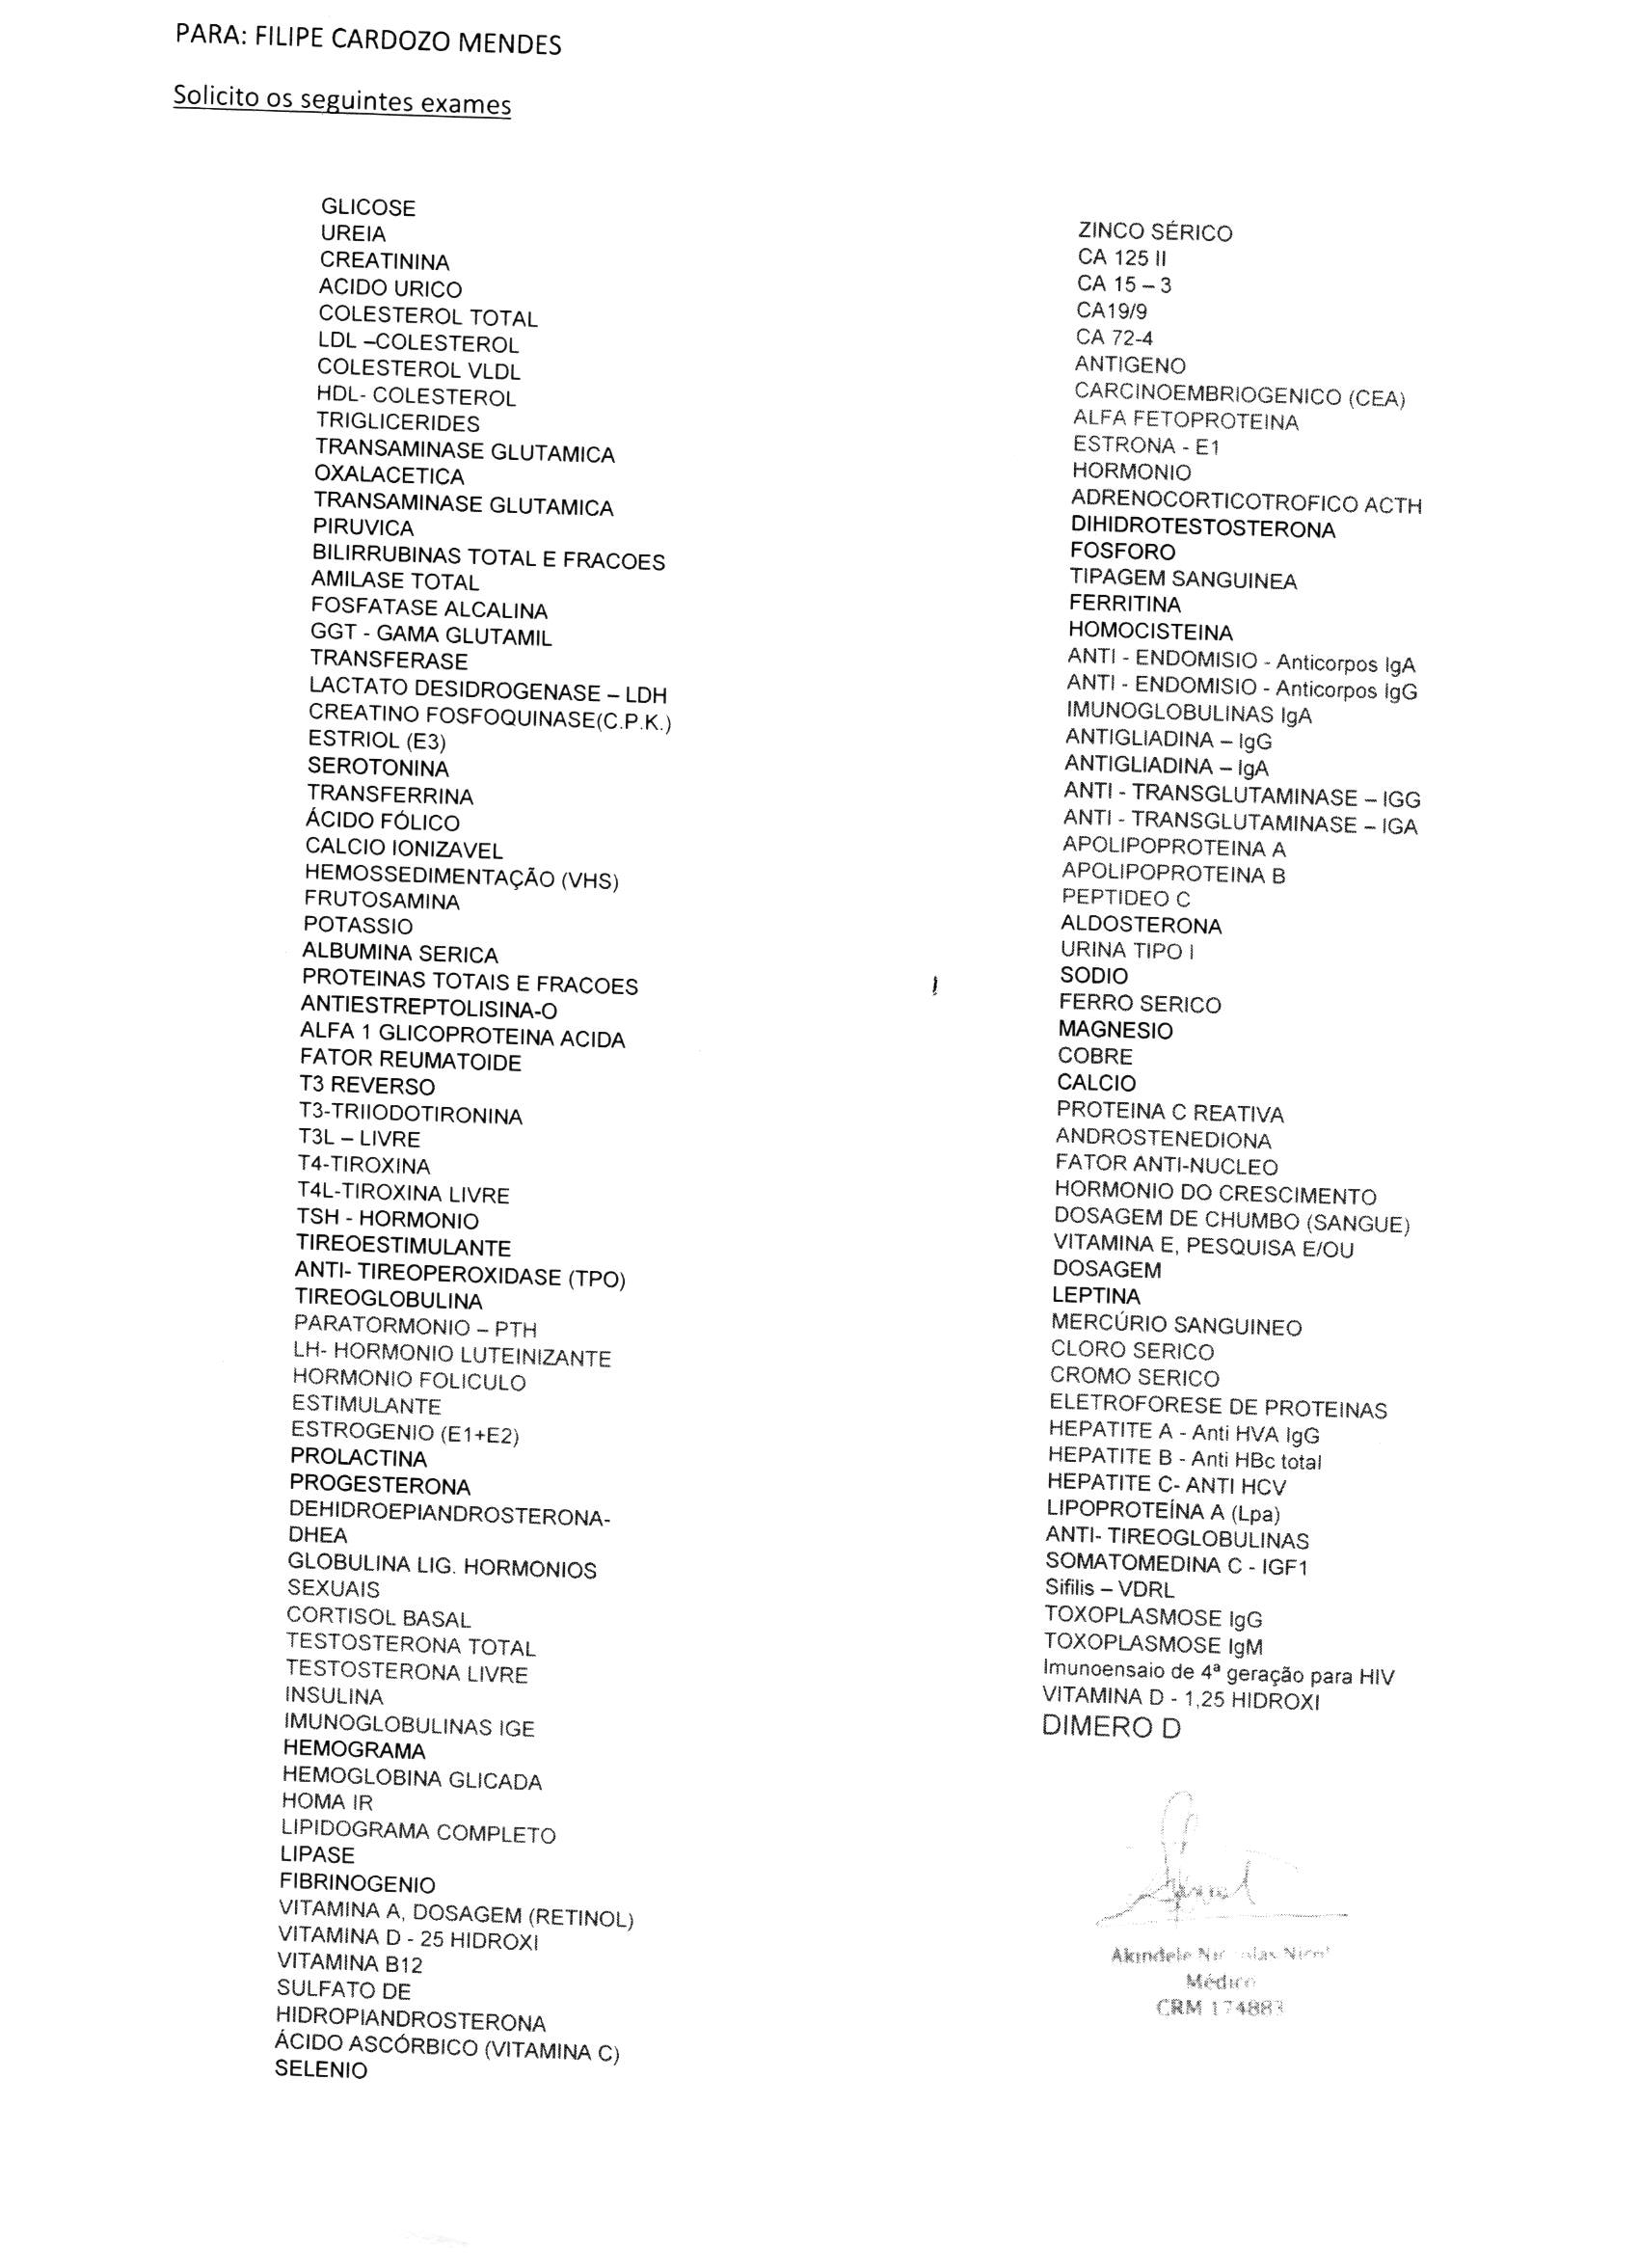 PARA: FILIPE CARDOZO MENDES
Solicito os seguintes exames
GLICOSE
UREIA
CREATININA
ACIDO URICO
COLESTEROL TOTAL
LDL –COLESTEROL
COLESTEROL VLDL
HDL- COLESTEROL
TRIGLICERIDES
TRANSAMINASE GLUTAMICA
OXALACETICA
TRANSAMINASE GLUTAMICA
PIRUVICA
BILIRRUBINAS TOTAL E FRACOES
AMILASE TOTAL
FOSFATASE ALCALINA
GGT - GAMA GLUTAMIL
TRANSFERASE
LACTATO DESIDROGENASE – LDH
CREATINO FOSFOQUINASE(C.P.K.)
ESTRIOL (E3)
SEROTONINA
TRANSFERRINA
ÁCIDO FÓLICO
CALCIO IONIZAVEL
HEMOSSEDIMENTAÇÃO (VHS)
FRUTOSAMINA
POTASSIO
ALBUMINA SERICA
PROTEINAS TOTAIS E FRACOES
ANTIESTREPTOLISINA-O
ALFA 1 GLICOPROTEINA ACIDA
FATOR REUMATOIDE
T3 REVERSO
T3-TRIIODOTIRONINA
T3L – LIVRE
T4-TIROXINA
T4L-TIROXINA LIVRE
TSH - HORMONIO
TIREOESTIMULANTE
ANTI- TIREOPEROXIDASE (TPO)
TIREOGLOBULINA
PARATORMONIO – PTH
LH- HORMONIO LUTEINIZANTE
HORMONIO FOLICULO
ESTIMULANTE
ESTROGENIO (E1+E2)
PROLACTINA
PROGESTERONA
DEHIDROEPIANDROSTERONA-
DHEA
GLOBULINA LIG. HORMONIOS
SEXUAIS
CORTISOL BASAL
TESTOSTERONA TOTAL
TESTOSTERONA LIVRE
INSULINA
IMUNOGLOBULINAS IGE
HEMOGRAMA
HEMOGLOBINA GLICADA
HOMA IR
LIPIDOGRAMA COMPLETO
LIPASE
FIBRINOGENIO
VITAMINA A, DOSAGEM (RETINOL)
VITAMINA D - 25 HIDROXI
VITAMINA B12
SULFATO DE
HIDROPIANDROSTERONA
ÁCIDO ASCÓRBICO (VITAMINA C)
SELENIO
ZINCO SÉRICO
CA 125 II
CA 15 – 3
CA19/9
CA 72-4
ANTIGENO
CARCINOEMBRIOGENICO (CEA)
ALFA FETOPROTEINA
ESTRONA - E1
HORMONIO
ADRENOCORTICOTROFICO ACTH
DIHIDROTESTOSTERONA
FOSFORO
TIPAGEM SANGUINEA
FERRITINA
HOMOCISTEINA
ANTI - ENDOMISIO - Anticorpos IgA
ANTI - ENDOMISIO - Anticorpos IgG
IMUNOGLOBULINAS IgA
ANTIGLIADINA – IgG
ANTIGLIADINA – IgA
ANTI - TRANSGLUTAMINASE – IGG
ANTI - TRANSGLUTAMINASE – IGA
APOLIPOPROTEINA A
APOLIPOPROTEINA B
PEPTIDEO C
ALDOSTERONA
URINA TIPO I
SODIO
FERRO SERICO
MAGNESIO
COBRE
CALCIO
PROTEINA C REATIVA
ANDROSTENEDIONA
FATOR ANTI-NUCLEO
HORMONIO DO CRESCIMENTO
DOSAGEM DE CHUMBO (SANGUE)
VITAMINA E, PESQUISA E/OU
DOSAGEM
LEPTINA
MERCÚRIO SANGUINEO
CLORO SERICO
CROMO SERICO
ELETROFORESE DE PROTEINAS
HEPATITE A - Anti HVA IgG
HEPATITE B - Anti HBc total
HEPATITE C- ANTI HCV
LIPOPROTEÍNA A (Lpa)
ANTI- TIREOGLOBULINAS
SOMATOMEDINA C - IGF1
Sifilis – VDRL
TOXOPLASMOSE IgG
TOXOPLASMOSE IgM
Imunoensaio de 4ª geração para HIV
VITAMINA D - 1,25 HIDROXI
DIMERO D
Akindele
Médico
CRM 174883